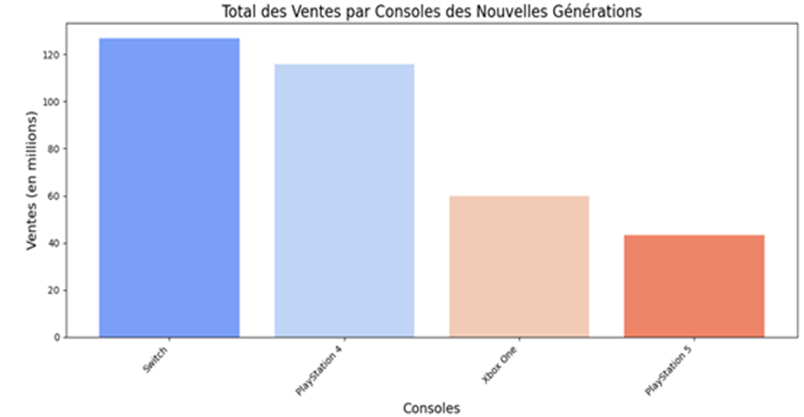 Total des Ventes par Consoles des Nouvelles Générations
Ventes (en millions)
120
100
80
60
40
20
0
Switch
PlayStation 4
Xbox One
PlayStation 5
Consoles